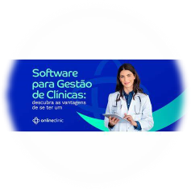 Software
para Gestão
de Clínicas:
descubra as vantagens
de se ter um
onlineclinic